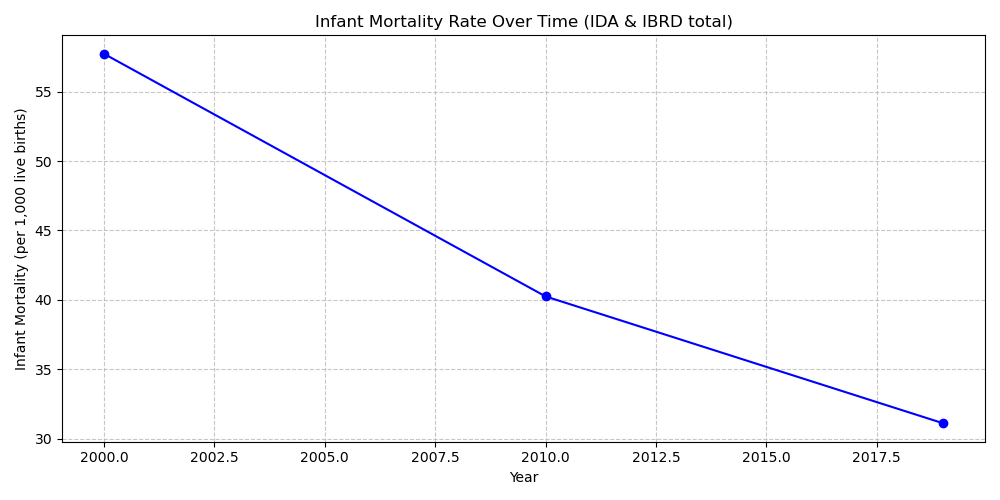 Infant Mortality Rate Over Time (IDA & IBRD total)
Infant Mortality (per 1,000 live births)
55
50
45
40
35
30
2000.0 2002.5 2005.0 2007.5 2010.0 2012.5 2015.0 2017.5
Year